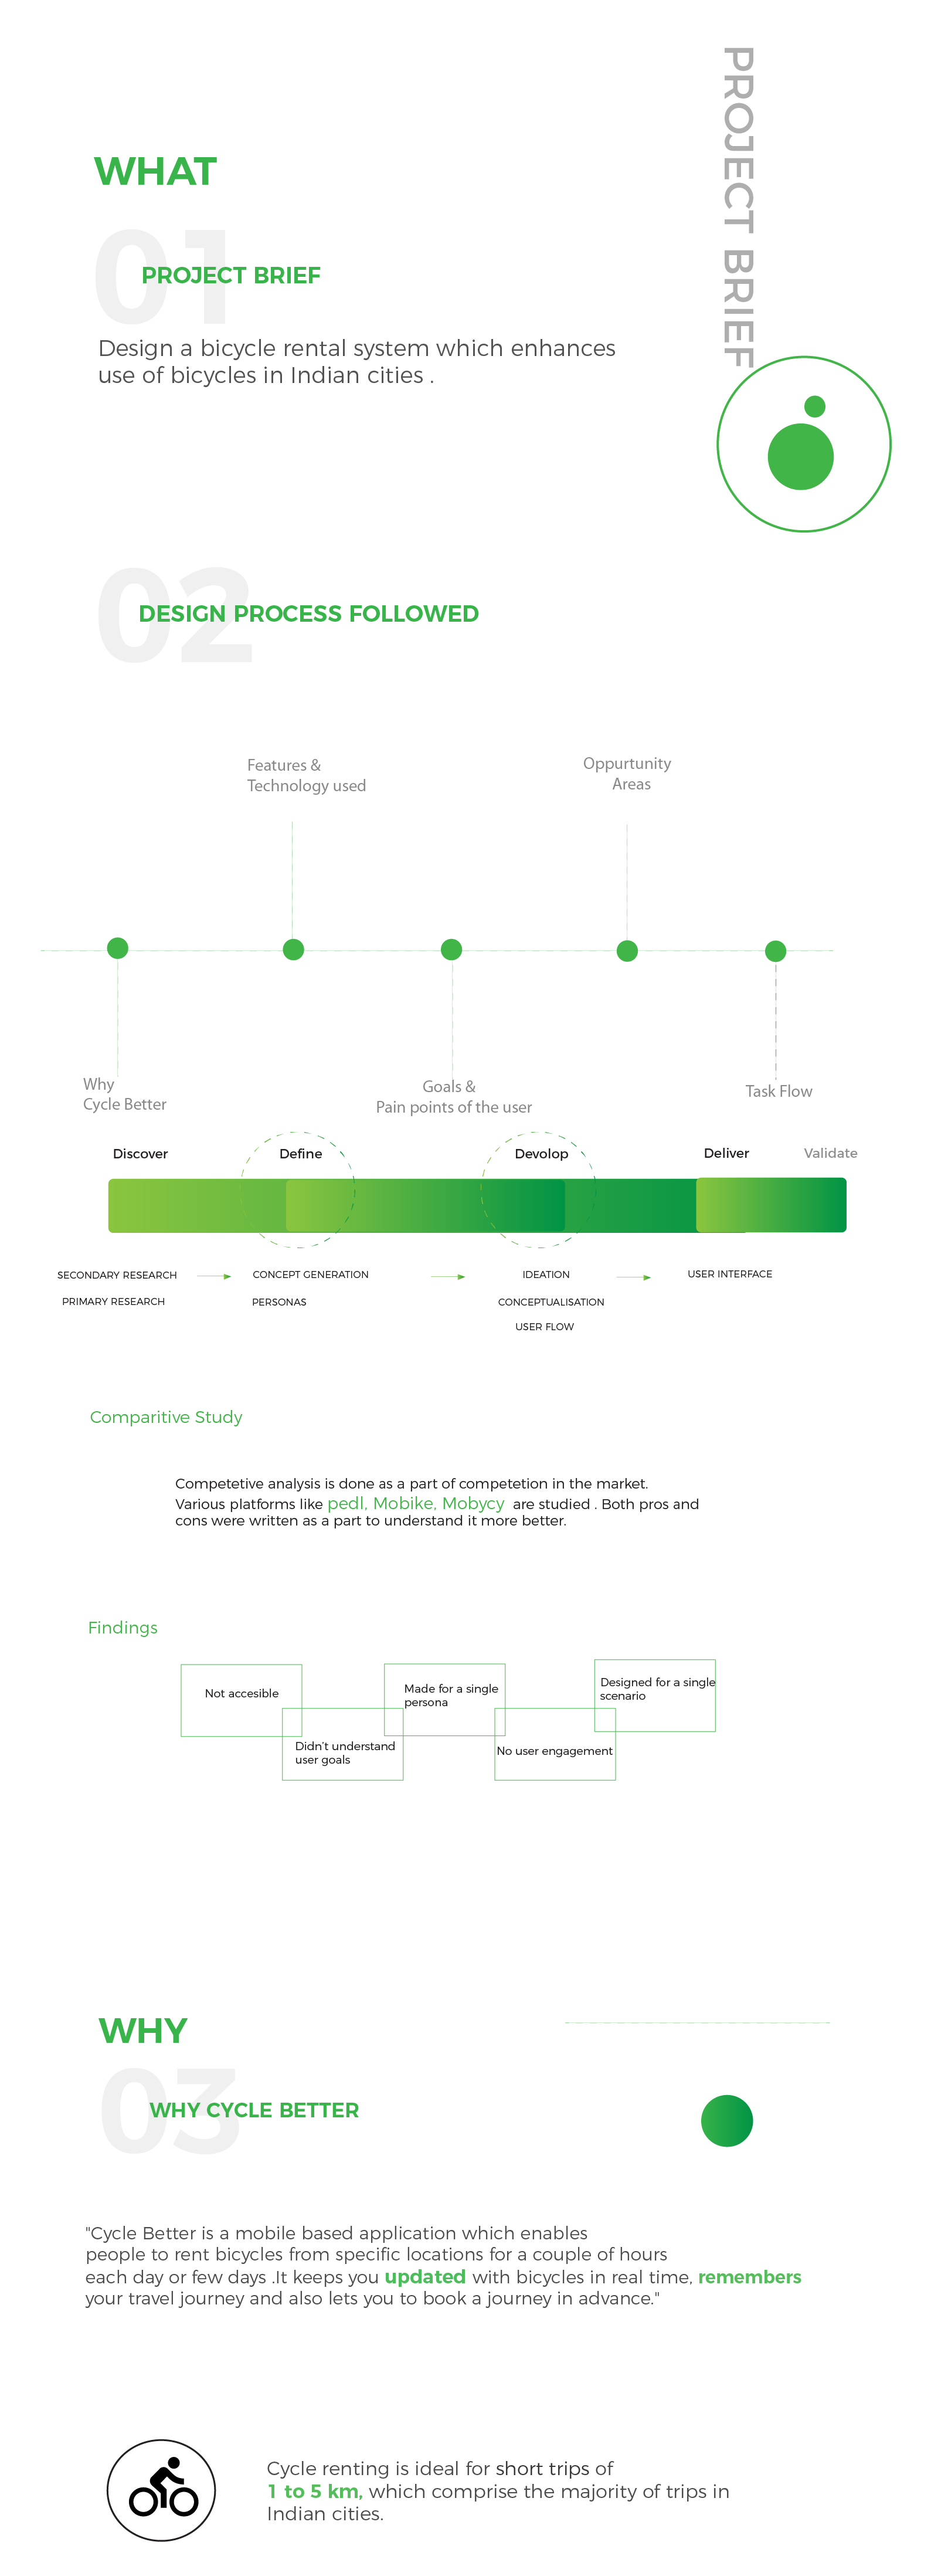 PROJECT BRIEF
WHAT
01
PROJECT BRIEF
Design a bicycle rental system which enhances
use of bicycles in Indian cities .
02
DESIGN PROCESS FOLLOWED
Features &
Technology used
Oppurtunity
Areas
Why
Cycle Better
Goals &
Pain points of the user
Task Flow
Discover
Define
Devolop
Deliver
Validate
SECONDARY RESEARCH
PRIMARY RESEARCH
CONCEPT GENERATION
PERSONAS
IDEATION
CONCEPTUALISATION
USER FLOW
USER INTERFACE
Comparitive Study
Competetive analysis is done as a part of competetion in the market.
Various platforms like pedl, Mobike, Mobycy are studied . Both pros and
cons were written as a part to understand it more better.
Findings
Not accesible
Didn't understand
user goals
Made for a single
persona
No user engagement
Designed for a single
scenario
WHY
03
WHY CYCLE BETTER
"Cycle Better is a mobile based application which enables
people to rent bicycles from specific locations for a couple of hours
each day or few days .It keeps you updated with bicycles in real time, remembers
your travel journey and also lets you to book a journey in advance."
Cycle renting is ideal for short trips of
1 to 5 km, which comprise the majority of trips in
Indian cities.